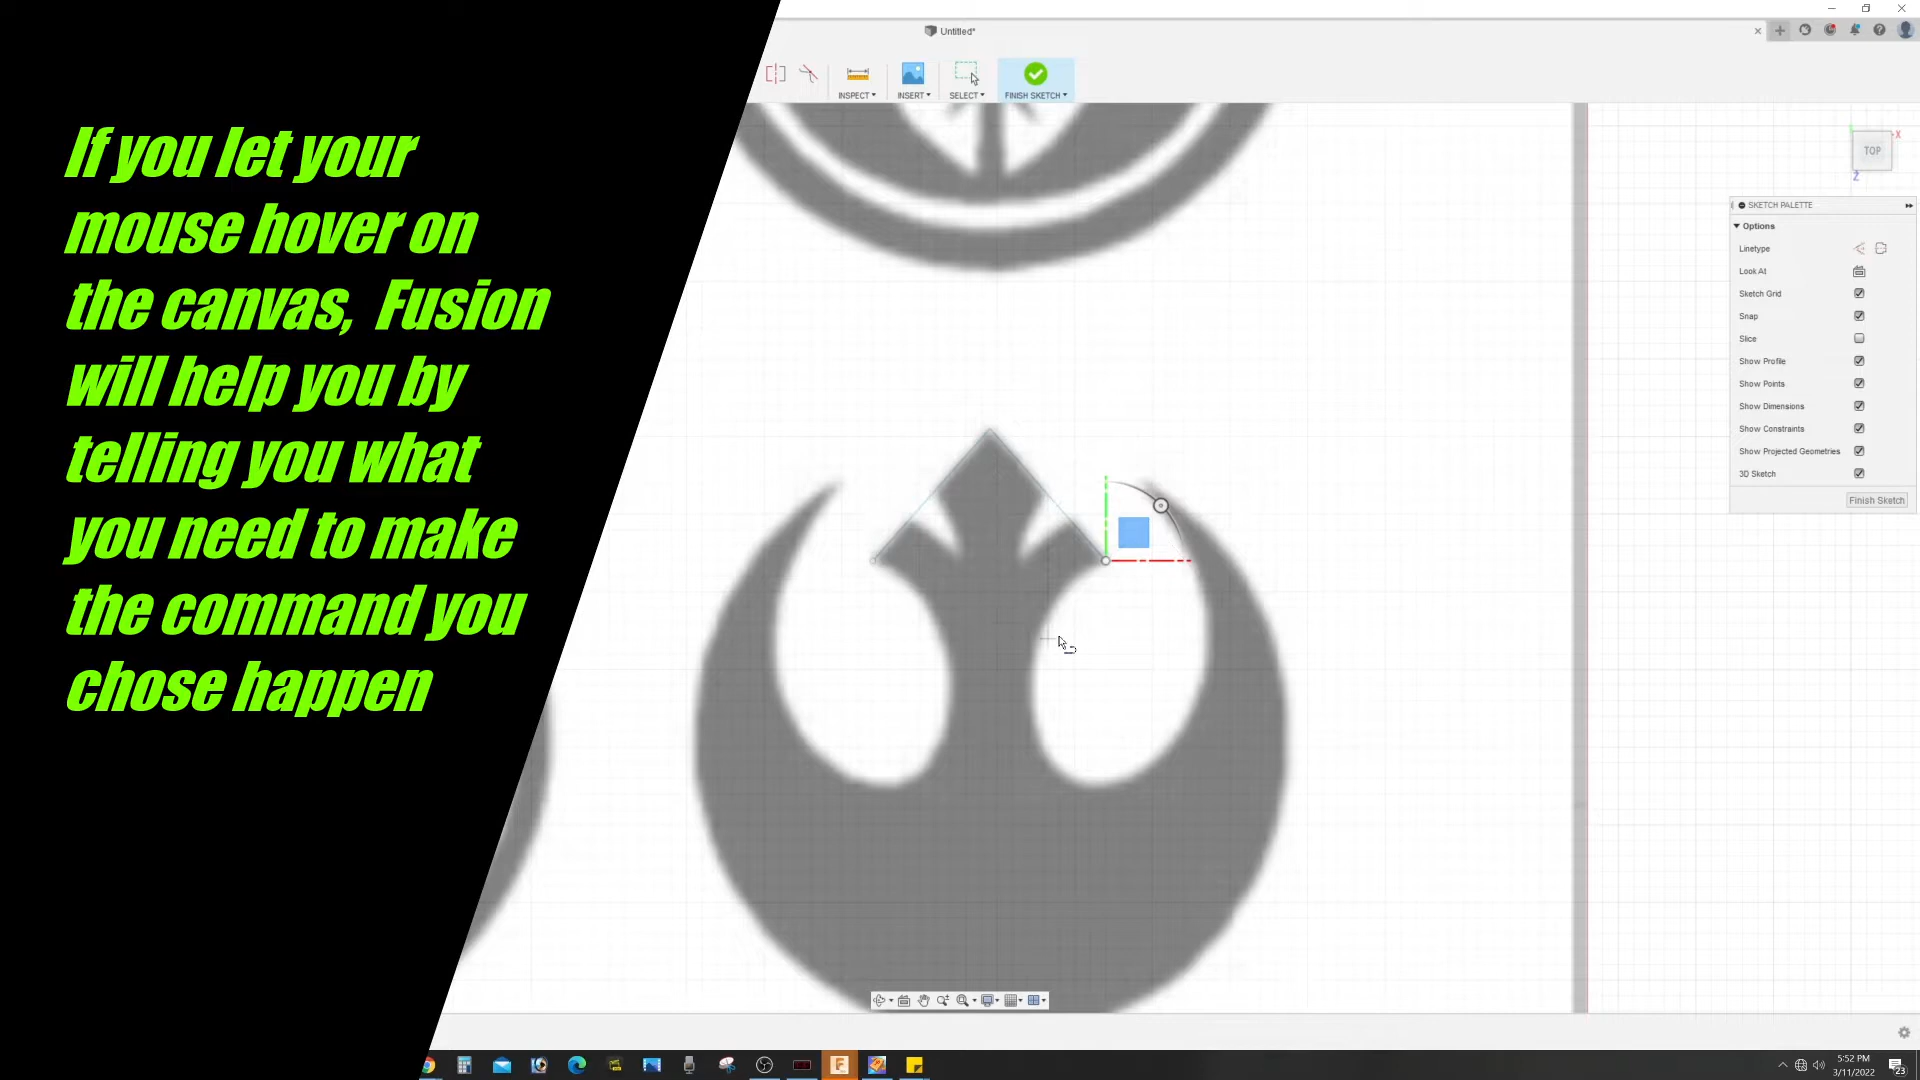 Untitled*
INSPECT
INSERT
SELECT
FINISH SKETCH
If you let your
mouse hover on
the canvas, Fusion
will help you by
telling you what
you need to make
the command you
chose happen
X
TOP
Z
SKETCH PALETTE
Options
Linetype
Look At
Sketch Grid
Snap
Slice
Show Profile
Show Points
Show Dimensions
Show Constraints
Show Projected Geometries
3D Sketch
Finish Sketch
5:52 PM
3/11/2022
23